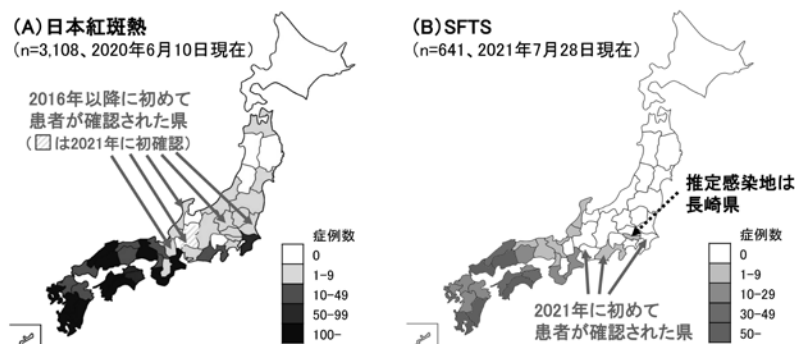 (A)日本紅斑熱
(n=3,108、2020年6月10日現在)
2016年以降に初めて
患者が確認された県
(は2021年に初確認)
症例数
0
1-9
10-49
50-99
100-
(B)SFTS
(n=641、2021年7月28日現在)
推定感染地は
長崎県
2021年に初めて
患者が確認された県
症例数
0
1-9
10-29
30-49
50-